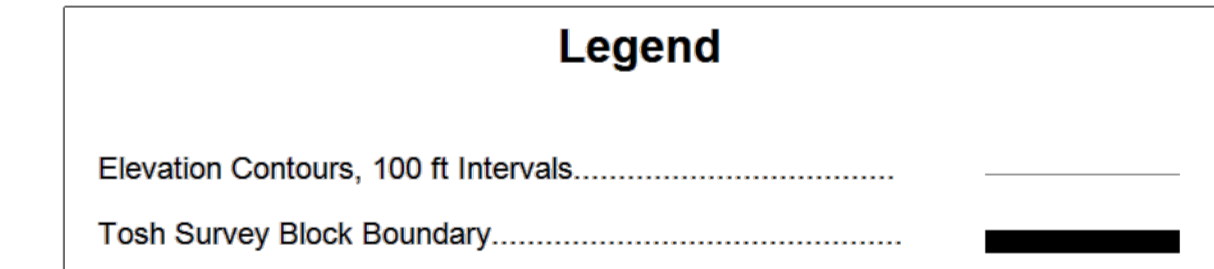 Legend
Elevation Contours, 100 ft Intervals....................................
Tosh Survey Block Boundary..............................................